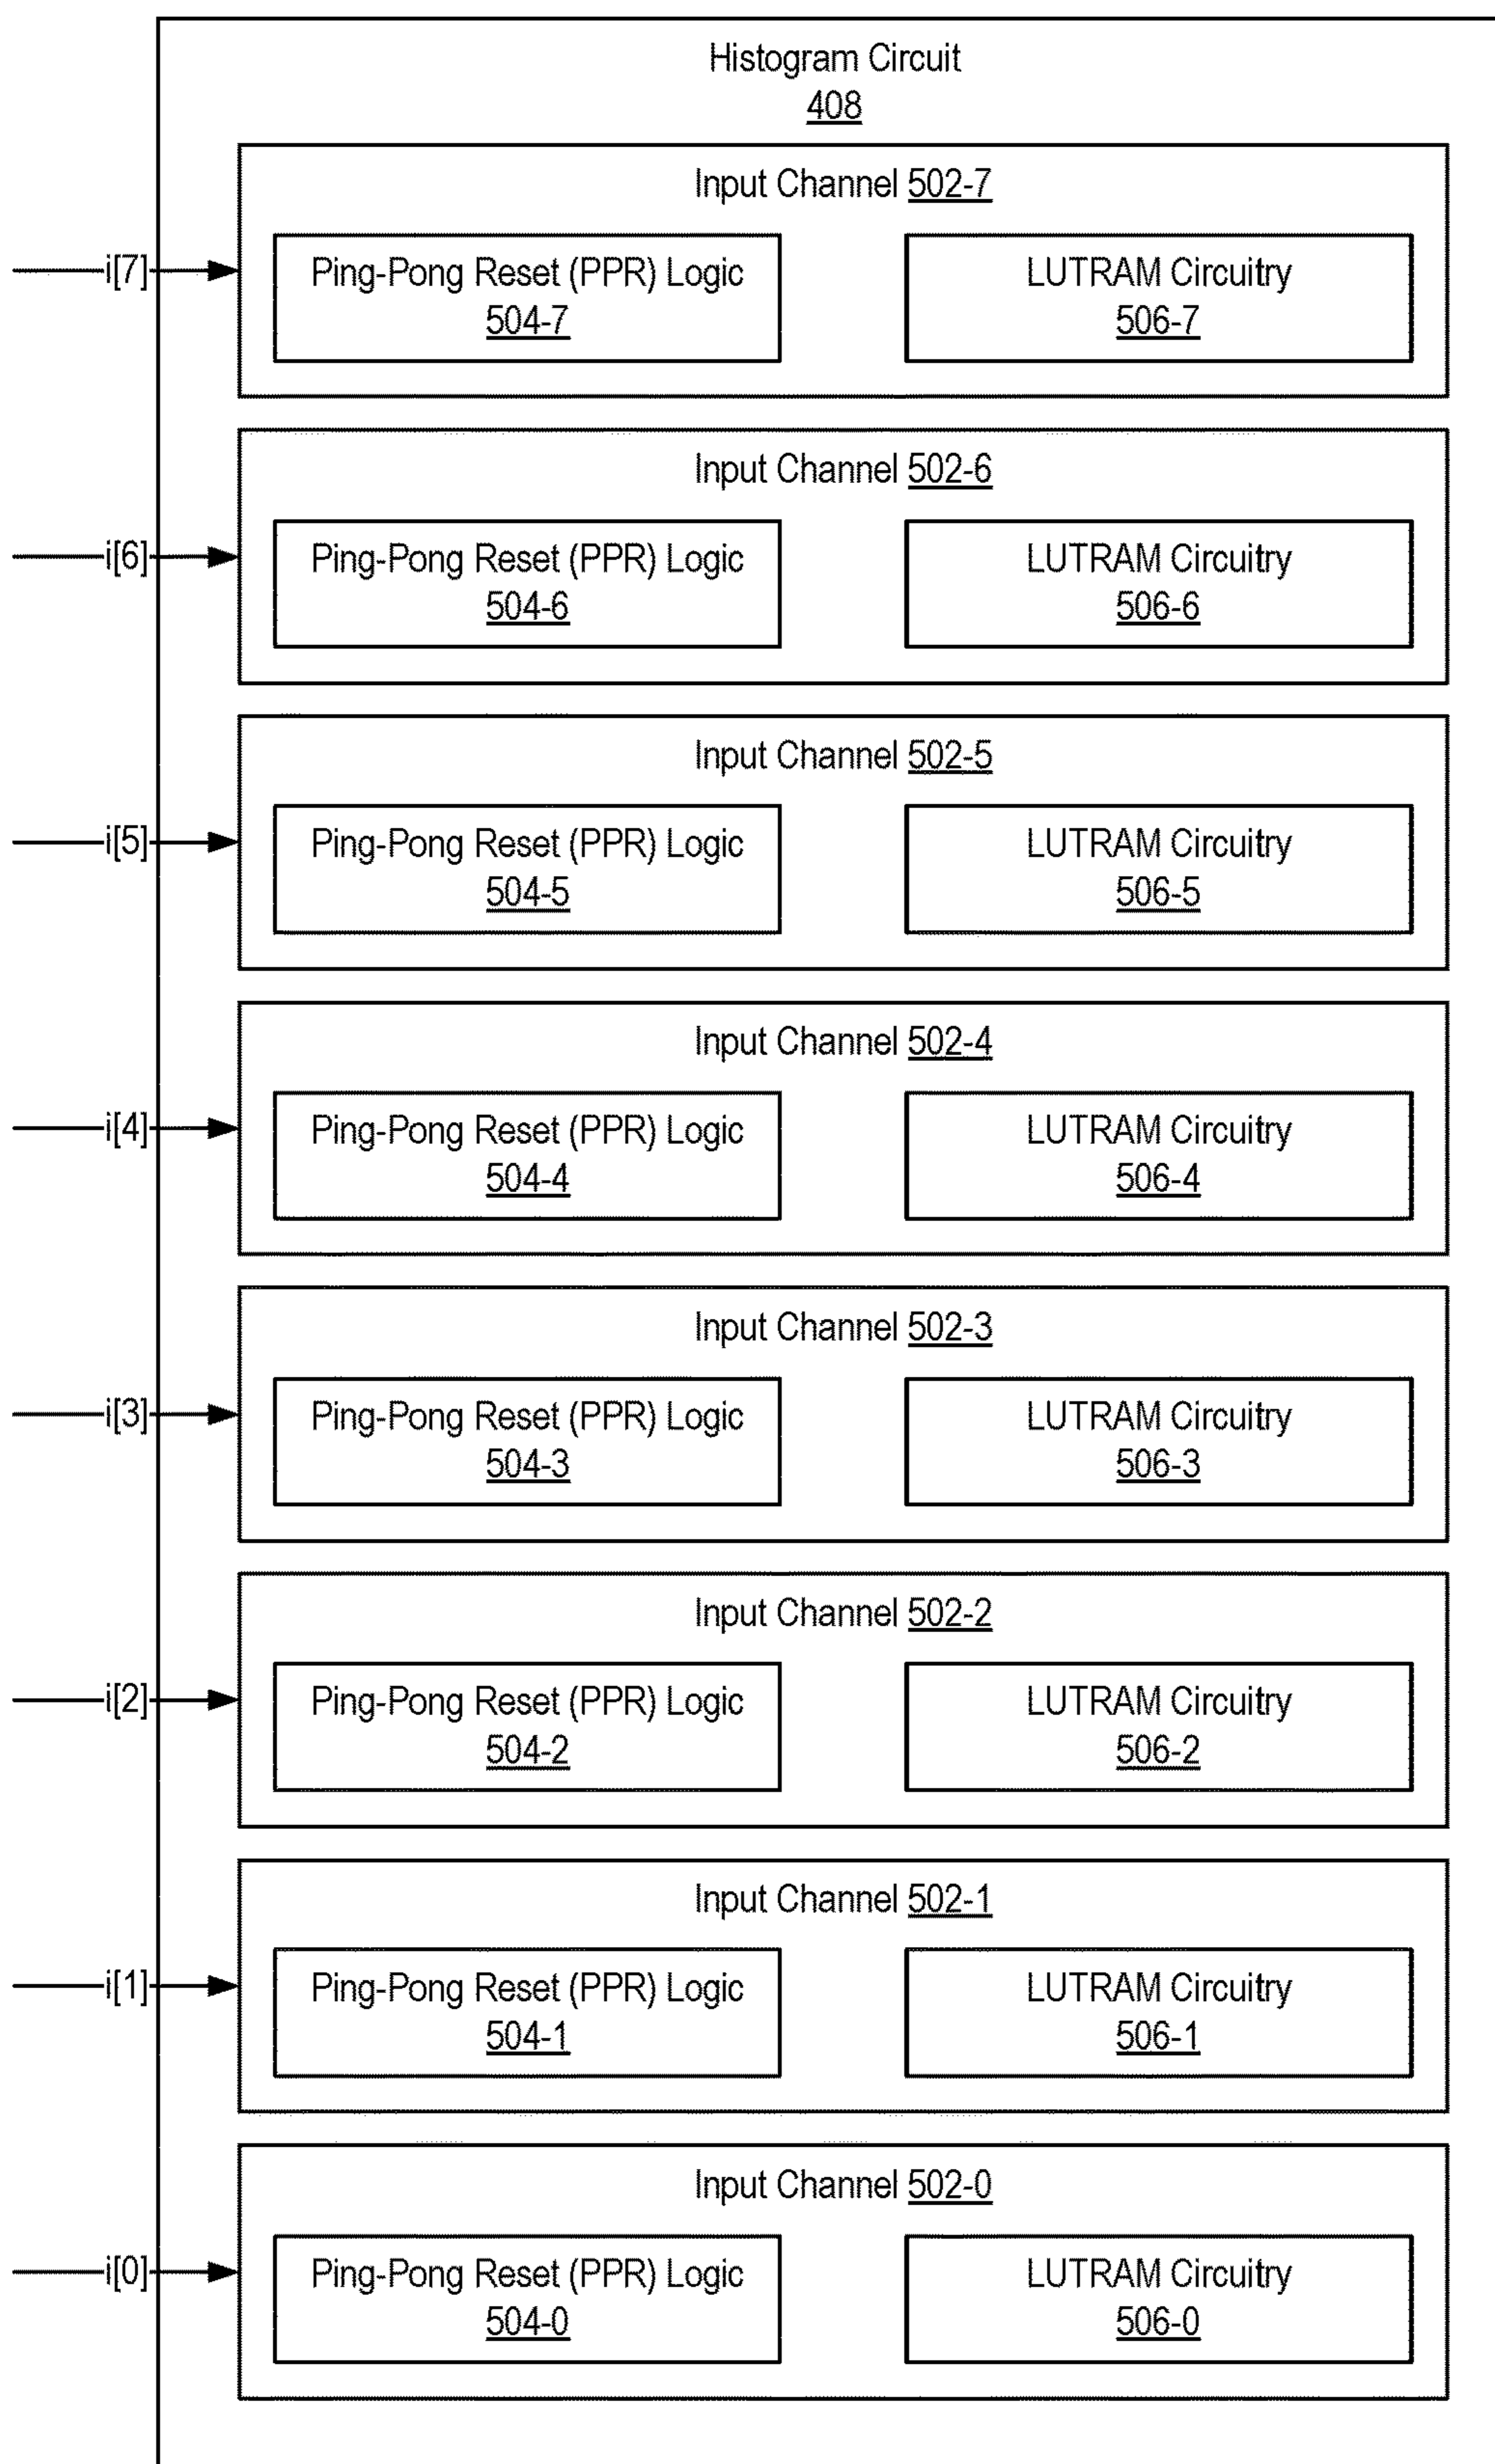 Histogram Circuit
408
Input Channel 502-7
i[7]
Ping-Pong Reset (PPR) Logic
504-7
LUTRAM Circuitry
506-7
Input Channel 502-6
i[6]
Ping-Pong Reset (PPR) Logic
504-6
LUTRAM Circuitry
506-6
Input Channel 502-5
i[5]
Ping-Pong Reset (PPR) Logic
504-5
LUTRAM Circuitry
506-5
Input Channel 502-4
i[4]
Ping-Pong Reset (PPR) Logic
504-4
LUTRAM Circuitry
506-4
Input Channel 502-3
i[3]
Ping-Pong Reset (PPR) Logic
504-3
LUTRAM Circuitry
506-3
Input Channel 502-2
i[2]
Ping-Pong Reset (PPR) Logic
504-2
LUTRAM Circuitry
506-2
Input Channel 502-1
i[1]
Ping-Pong Reset (PPR) Logic
504-1
LUTRAM Circuitry
506-1
Input Channel 502-0
i[0]
Ping-Pong Reset (PPR) Logic
504-0
LUTRAM Circuitry
506-0